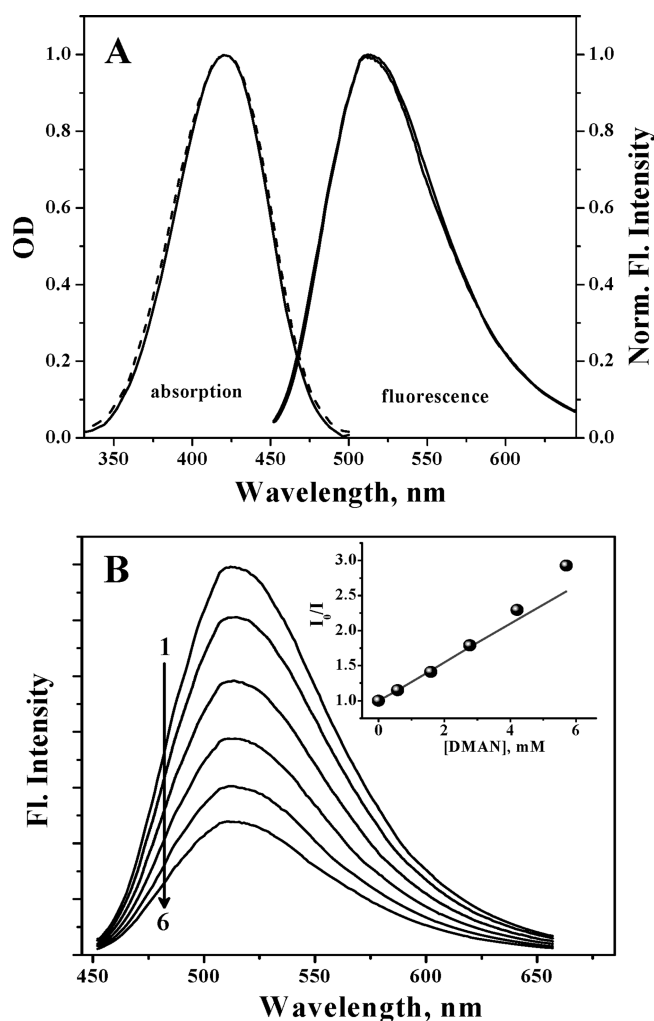 A
OD
Norm. Fl. Intensity
1.0 1.0
0.8 0.8
0.6 0.6
0.4 0.4
0.2 0.2
0.0 0.0
absorption fluorescence
350 400 450 500 550 600
Wavelength, nm
B
Fl. Intensity
1
6
I0/I
3.0
2.5
2.0
1.5
1.0
0 2 4 6
[DMAN], mM
450 500 550 600 650
Wavelength, nm